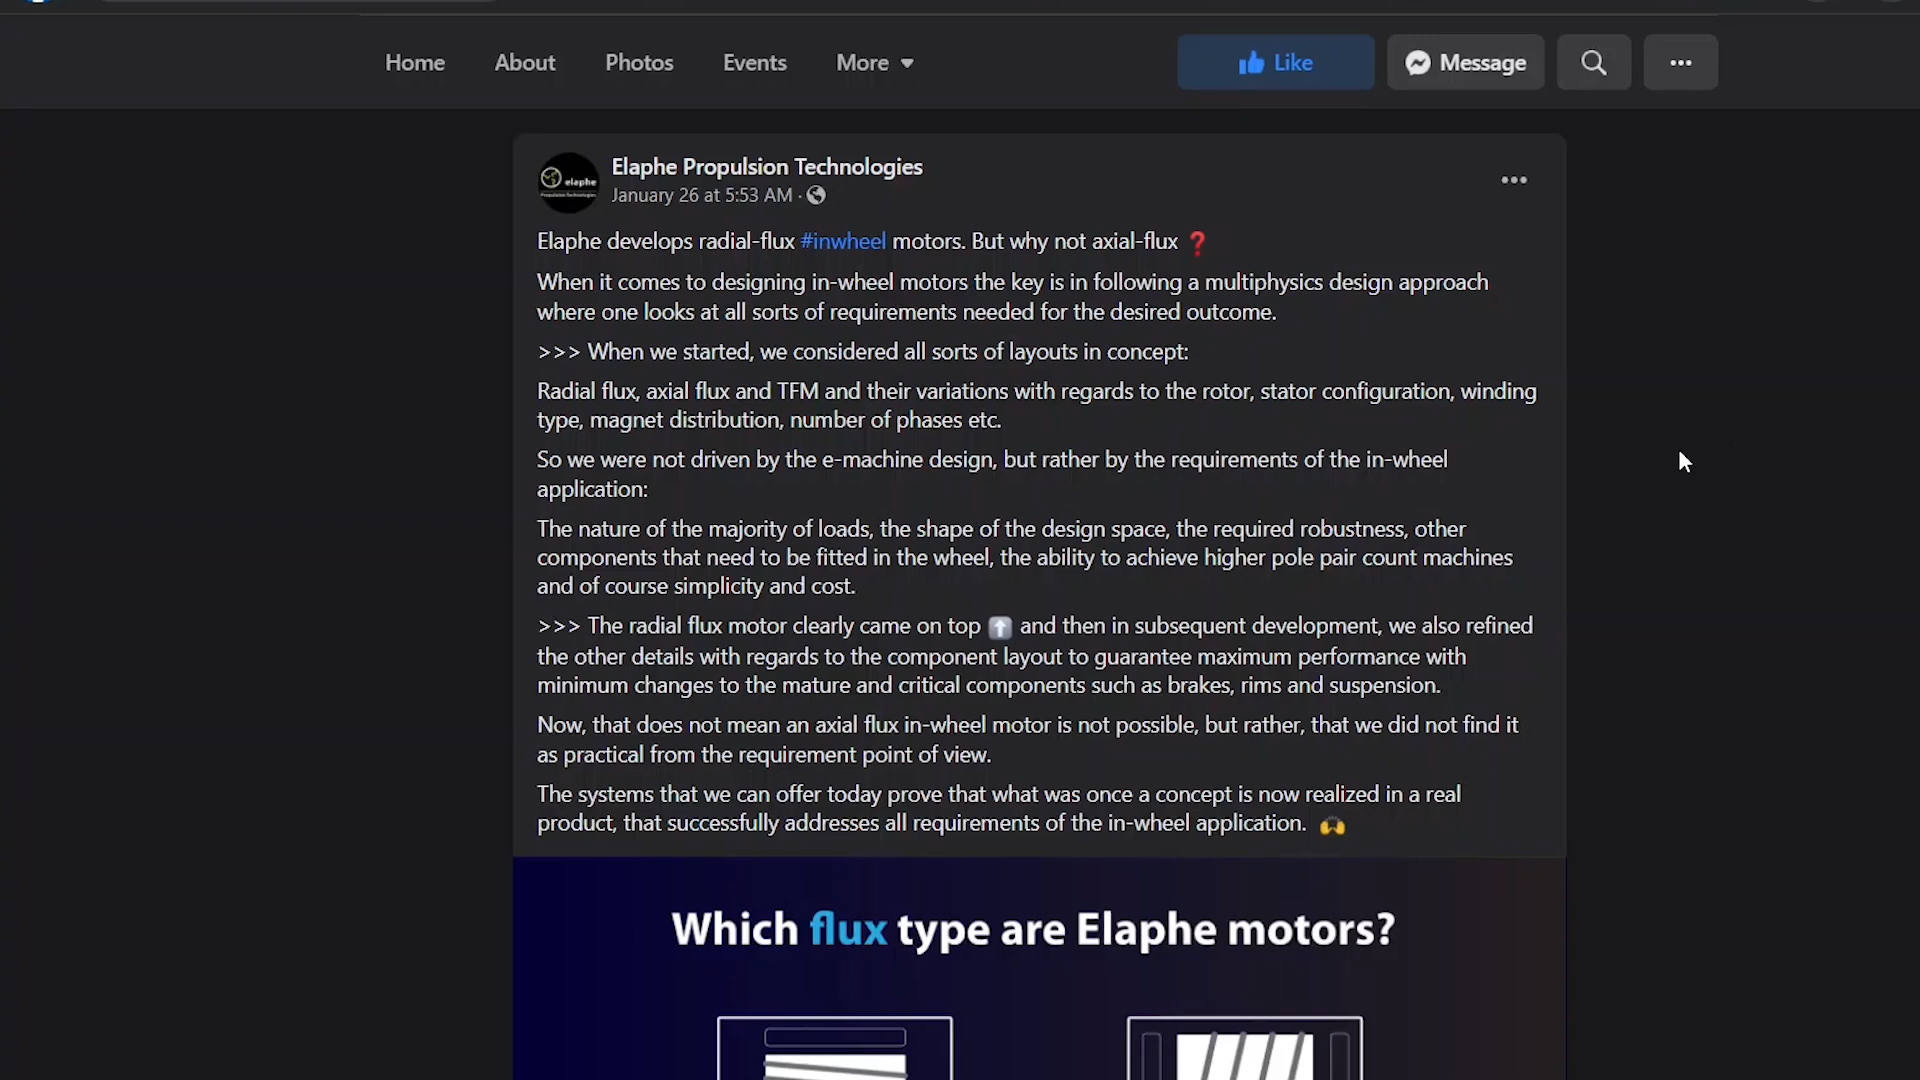 Home About Photos Events More Like Message
elaphe
Propulsion Technologies
Elaphe Propulsion Technologies
January 26 at 5:53 AM ·
Elaphe develops radial-flux #inwheel motors. But why not axial-flux ❓
When it comes to designing in-wheel motors the key is in following a multiphysics design approach
where one looks at all sorts of requirements needed for the desired outcome.
>>> When we started, we considered all sorts of layouts in concept:
Radial flux, axial flux and TFM and their variations with regards to the rotor, stator configuration, winding
type, magnet distribution, number of phases etc.
So we were not driven by the e-machine design, but rather by the requirements of the in-wheel
application:
The nature of the majority of loads, the shape of the design space, the required robustness, other
components that need to be fitted in the wheel, the ability to achieve higher pole pair count machines
and of course simplicity and cost.
>>> The radial flux motor clearly came on top ⬆️ and then in subsequent development, we also refined
the other details with regards to the component layout to guarantee maximum performance with
minimum changes to the mature and critical components such as brakes, rims and suspension.
Now, that does not mean an axial flux in-wheel motor is not possible, but rather, that we did not find it
as practical from the requirement point of view.
The systems that we can offer today prove that what was once a concept is now realized in a real
product, that successfully addresses all requirements of the in-wheel application. 🙌
Which flux type are Elaphe motors?